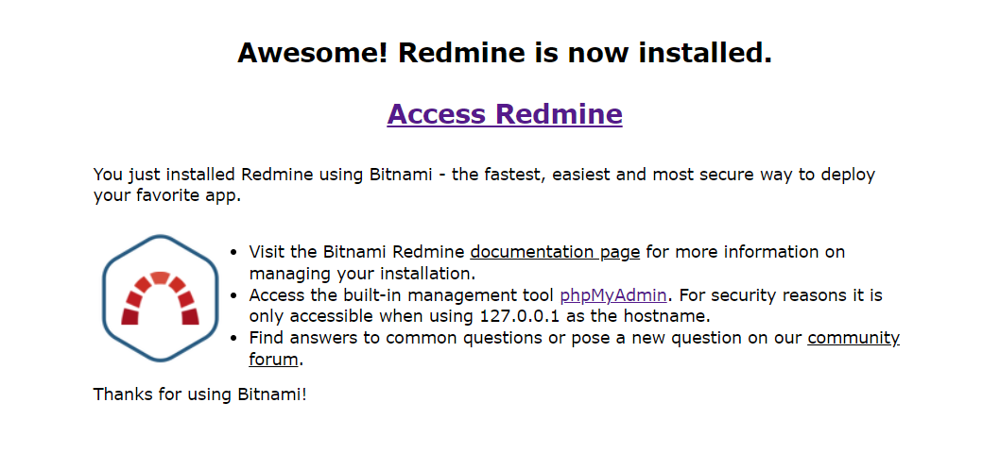 Awesome! Redmine is now installed.
Access Redmine
You just installed Redmine using Bitnami - the fastest, easiest and most secure way to deploy
your favorite app.
• Visit the Bitnami Redmine documentation page for more information on
managing your installation.
• Access the built-in management tool phpMyAdmin. For security reasons it is
only accessible when using 127.0.0.1 as the hostname.
• Find answers to common questions or pose a new question on our community
forum.
Thanks for using Bitnami!